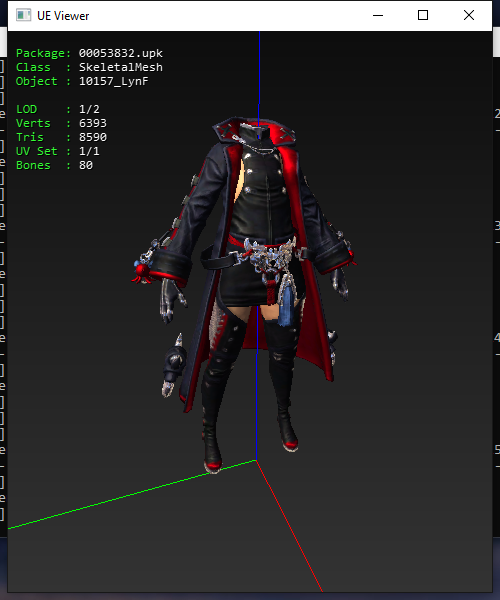 UE Viewer
Package: 00053832.upk
Class  : SkeletalMesh
Object : 10157_LynF
LOD    : 1/2
Verts  : 6393
Tris   : 8590
UV Set : 1/1
Bones  : 80